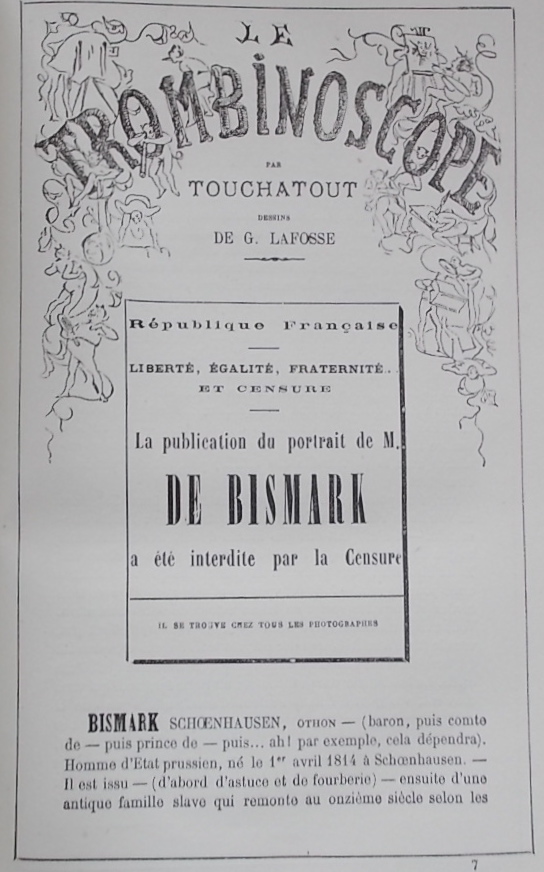 LE
TROMBINOSCOPE
PAR
TOUCHATOUT
DESSINS
DE G. LAFOSSE
République Française
LIBERTÉ, ÉGALITÉ, FRATERNITÉ..
ET CENSURE
La publication du portrait de M.
DE BISMARK
a été interdite par la Censure
IL SE TROUVE CHEZ TOUS LES PHOTOGRAPHES
BISMARK SCHŒNHAUSEN, OTHON — (baron, puis comte
de — puis prince de — puis... ah! par exemple, cela dépendra).
Homme d'Etat prussien, né le 1er avril 1814 à Schœnhausen. —
Il est issu — (d'abord d'astuce et de fourberie) — ensuite d'une
antique famille slave qui remonte au onzième siècle selon les
7